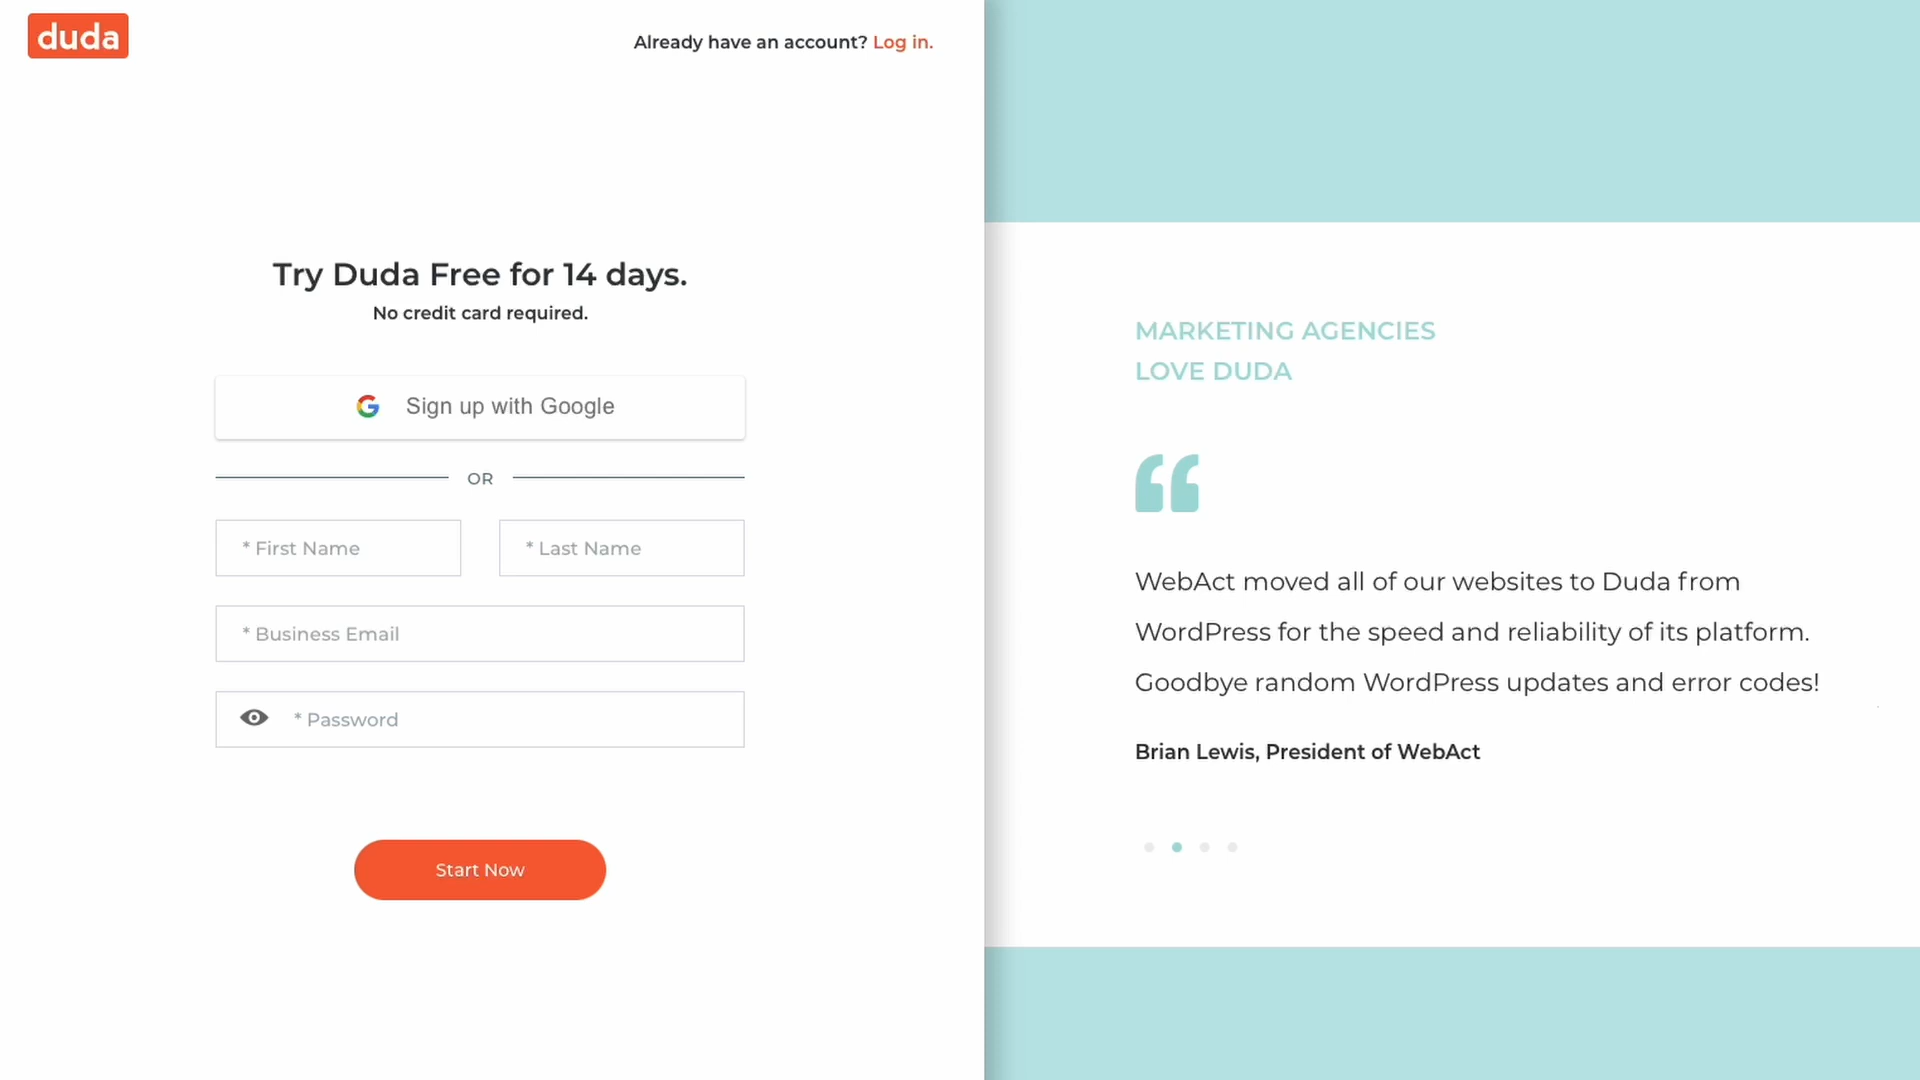 duda
Already have an account? Log in.
Try Duda Free for 14 days.
No credit card required.
Sign up with Google
OR
* First Name
* Last Name
* Business Email
* Password
Start Now
MARKETING AGENCIES
LOVE DUDA
“
WebAct moved all of our websites to Duda from
WordPress for the speed and reliability of its platform.
Goodbye random WordPress updates and error codes!
Brian Lewis, President of WebAct